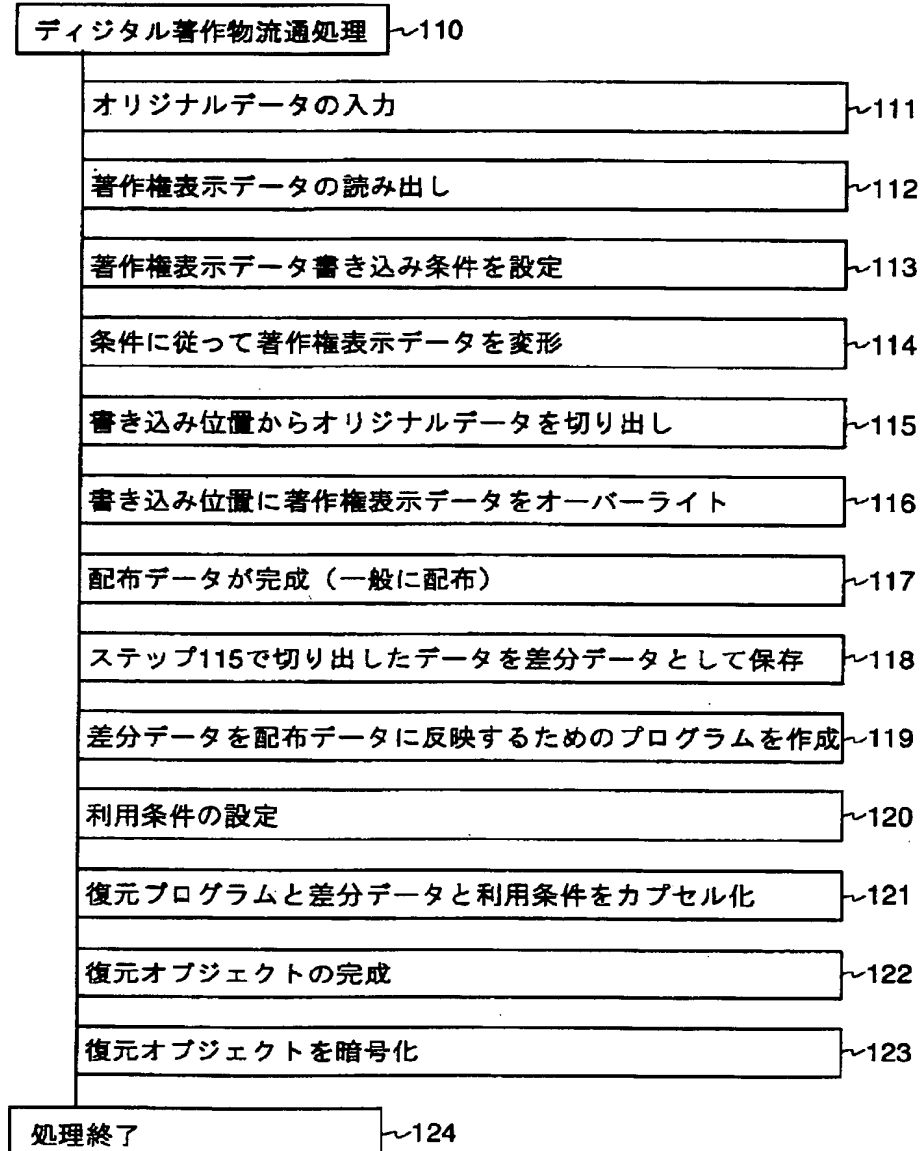 ディジタル著作物流通処理 ~110
オリジナルデータの入力 ~111
著作権表示データの読み出し ~112
著作権表示データ書き込み条件を設定 ~113
条件に従って著作権表示データを変形 ~114
書き込み位置からオリジナルデータを切り出し ~115
書き込み位置に著作権表示データをオーバーライト ~116
配布データが完成（一般に配布） ~117
ステップ115で切り出したデータを差分データとして保存 ~118
差分データを配布データに反映するためのプログラムを作成 ~119
利用条件の設定 ~120
復元プログラムと差分データと利用条件をカプセル化 ~121
復元オブジェクトの完成 ~122
復元オブジェクトを暗号化 ~123
処理終了 ~124